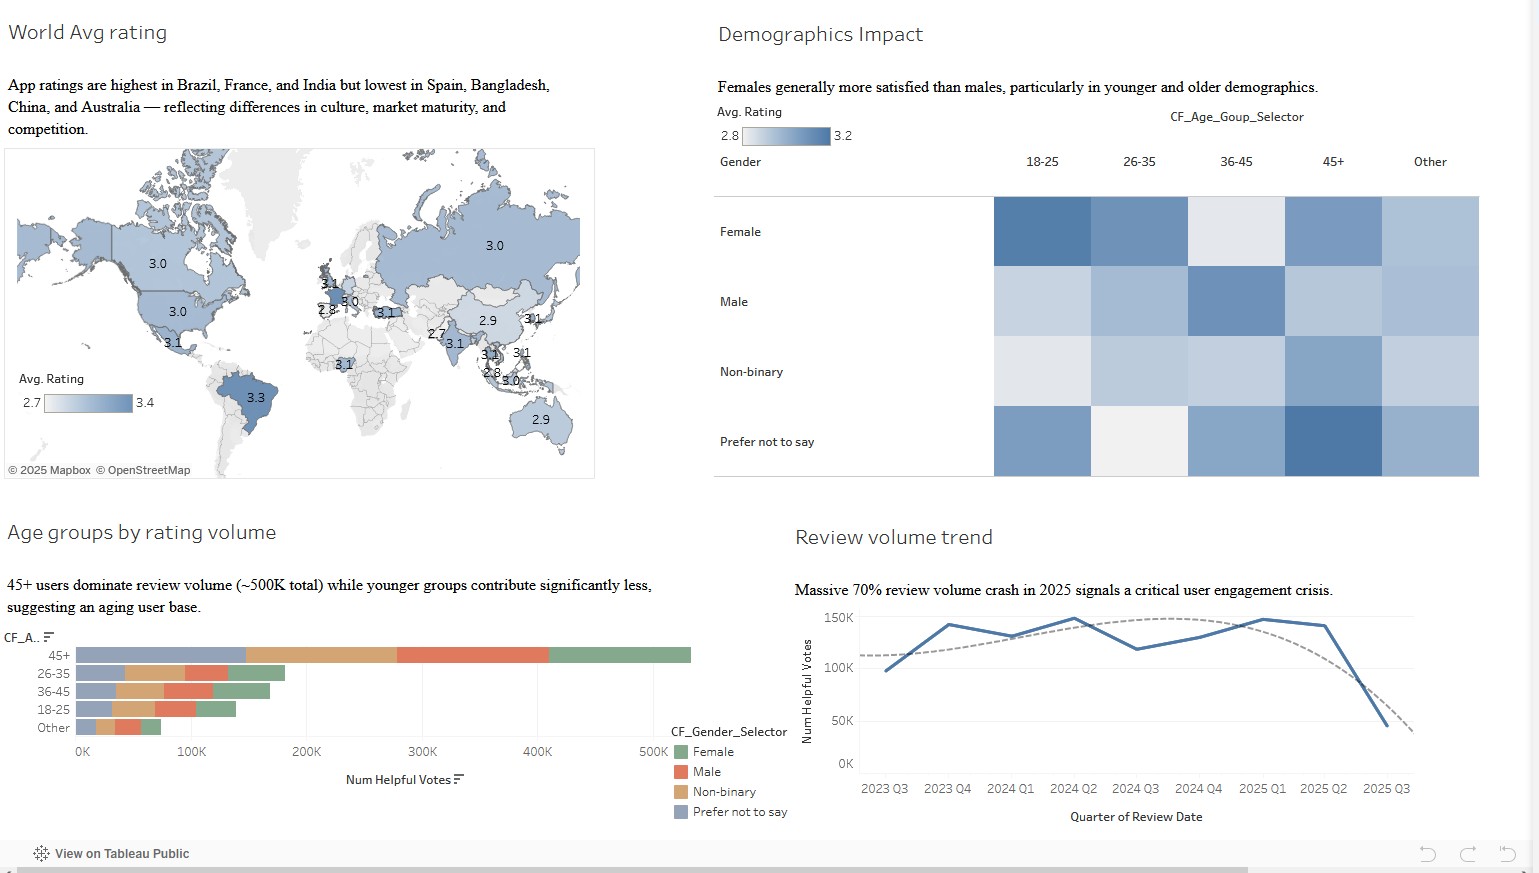 World Avg rating
App ratings are highest in Brazil, France, and India but lowest in Spain, Bangladesh,
China, and Australia — reflecting differences in culture, market maturity, and
competition.
3.0
3.0
3.0
3.1
3.0
2.8
3.1
2.9
3.1
2.7
3.1
3.1
3.1
3.1
3.1
2.8
3.0
3.3
2.9
Avg. Rating
2.7
3.4
© 2025 Mapbox © OpenStreetMap
Demographics Impact
Females generally more satisfied than males, particularly in younger and older demographics.
Avg. Rating
2.8
3.2
CF_Age_Goup_Selector
Gender
18-25
26-35
36-45
45+
Other
Female
Male
Non-binary
Prefer not to say
Age groups by rating volume
45+ users dominate review volume (~500K total) while younger groups contribute significantly less,
suggesting an aging user base.
CF_A..
45+
26-35
36-45
18-25
Other
0K
100K
200K
300K
400K
500K
Num Helpful Votes
CF_Gender_Selector
Female
Male
Non-binary
Prefer not to say
Review volume trend
Massive 70% review volume crash in 2025 signals a critical user engagement crisis.
Num Helpful Votes
150K
100K
50K
0K
2023 Q3
2023 Q4
2024 Q1
2024 Q2
2024 Q3
2024 Q4
2025 Q1
2025 Q2
2025 Q3
Quarter of Review Date
View on Tableau Public